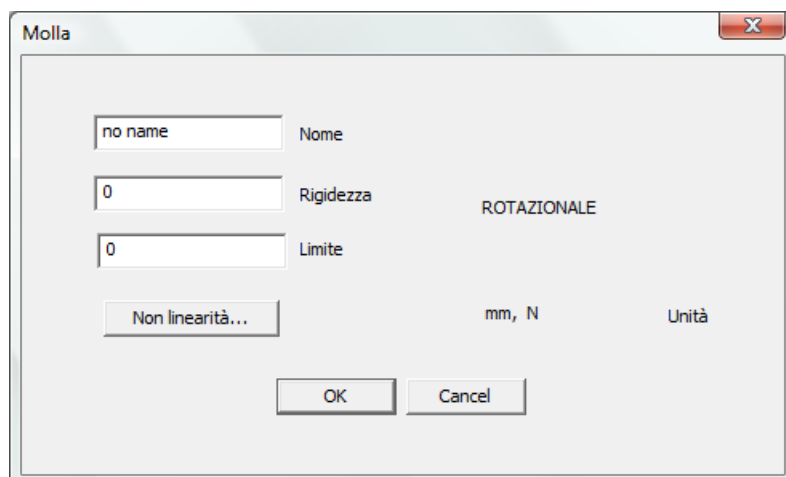 Molla
no name
Nome
0
Rigidezza
ROTAZIONALE
0
Limite
Non linearità...
mm, N
Unità
OK
Cancel